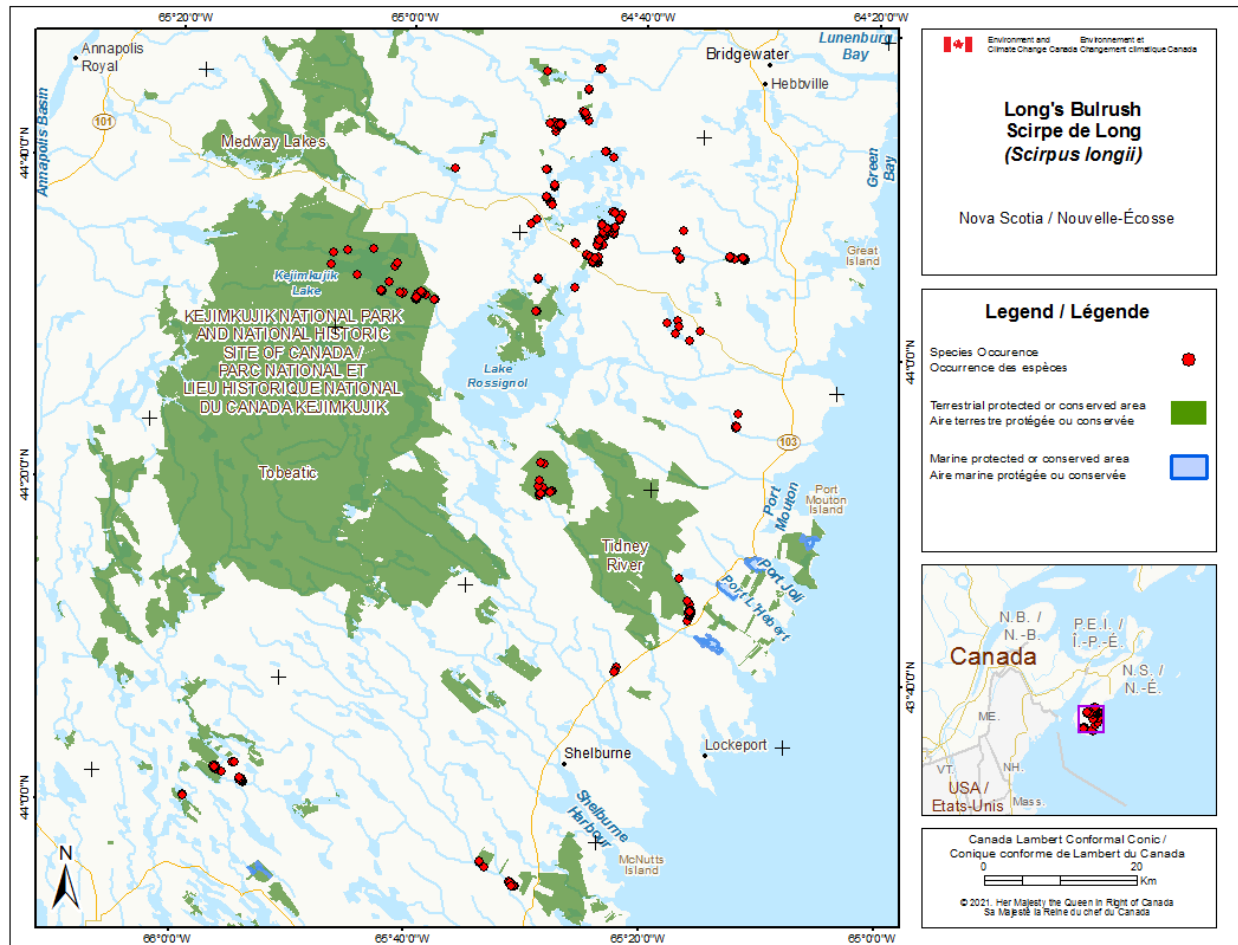 65°20'0"W
65°0'0"W
64°40'0"W
64°20'0"W
Annapolis
Royal
Bridgewater
Hebbville
Lunenburg
Bay
101
Annapolis Basin
44°40'0"N
Medway Lakes
Green
Bay
Great
Island
Kejimkujik
Lake
KEJIMKUJIK NATIONAL PARK
AND NATIONAL HISTORIC
SITE OF CANADA /
PARC NATIONAL ET
LIEU HISTORIQUE NATIONAL
DU CANADA KEJIMKUJIK
Lake
Rossignol
44°0'0"N
103
Tobeatic
44°20'0"N
Port
Mouton
Port
Mouton
Island
Tidney
River
Port Joli
Port L'Hebert
43°40'0"N
Shelburne
Lockeport
44°0'0"N
Shelburne
Harbour
McNutts
Island
N
66°0'0"W
65°40'0"W
65°20'0"W
65°0'0"W
Environment and
Climate Change Canada
Environnement et
Changement climatique Canada
Long's Bulrush
Scirpe de Long
(Scirpus longii)
Nova Scotia / Nouvelle-Écosse
Legend / Légende
Species Occurence
Occurrence des espèces
Terrestrial protected or conserved area
Aire terrestre protégée ou conservée
Marine protected or conserved area
Aire marine protégée ou conservée
N.B. /
N.-B.
P.E.I. /
Î.-P.-É.
Canada
N.S. /
N.-É.
ME.
VT.
NH.
USA /
Etats-Unis
Mass.
Canada Lambert Conformal Conic /
Conique conforme de Lambert du Canada
0 20
Km
© 2021. Her Majesty the Queen in Right of Canada
Sa Majesté la Reine du chef du Canada